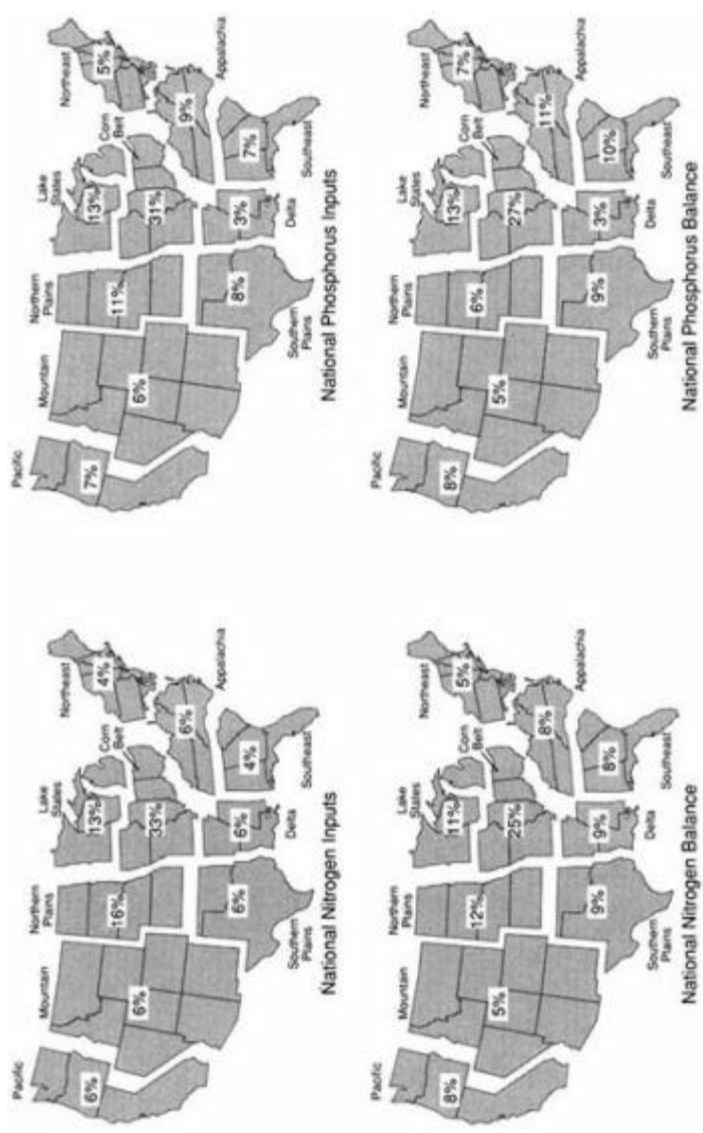 Pacific
Mountain
Northern
Plains
Lake
States
Corn
Belt
Northeast
6%
6%
16%
13%
33%
4%
6%
6%
6%
4%
Appalachia
Southern
Plains
Delta
Southeast
National Nitrogen Inputs
Pacific
Mountain
Northern
Plains
Lake
States
Corn
Belt
Northeast
7%
6%
11%
13%
31%
5%
9%
8%
3%
7%
Appalachia
Southern
Plains
Delta
Southeast
National Phosphorus Inputs
Pacific
Mountain
Northern
Plains
Lake
States
Corn
Belt
Northeast
8%
5%
12%
11%
25%
5%
8%
9%
9%
8%
Appalachia
Southern
Plains
Delta
Southeast
National Nitrogen Balance
Pacific
Mountain
Northern
Plains
Lake
States
Corn
Belt
Northeast
8%
5%
6%
13%
27%
7%
11%
9%
3%
10%
Appalachia
Southern
Plains
Delta
Southeast
National Phosphorus Balance